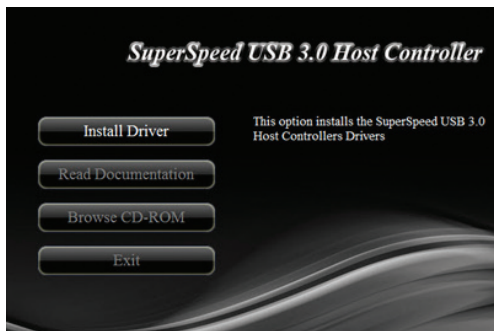 SuperSpeed USB 3.0 Host Controller
Install Driver
This option installs the SuperSpeed USB 3.0
Host Controllers Drivers
Read Documentation
Browse CD-ROM
Exit